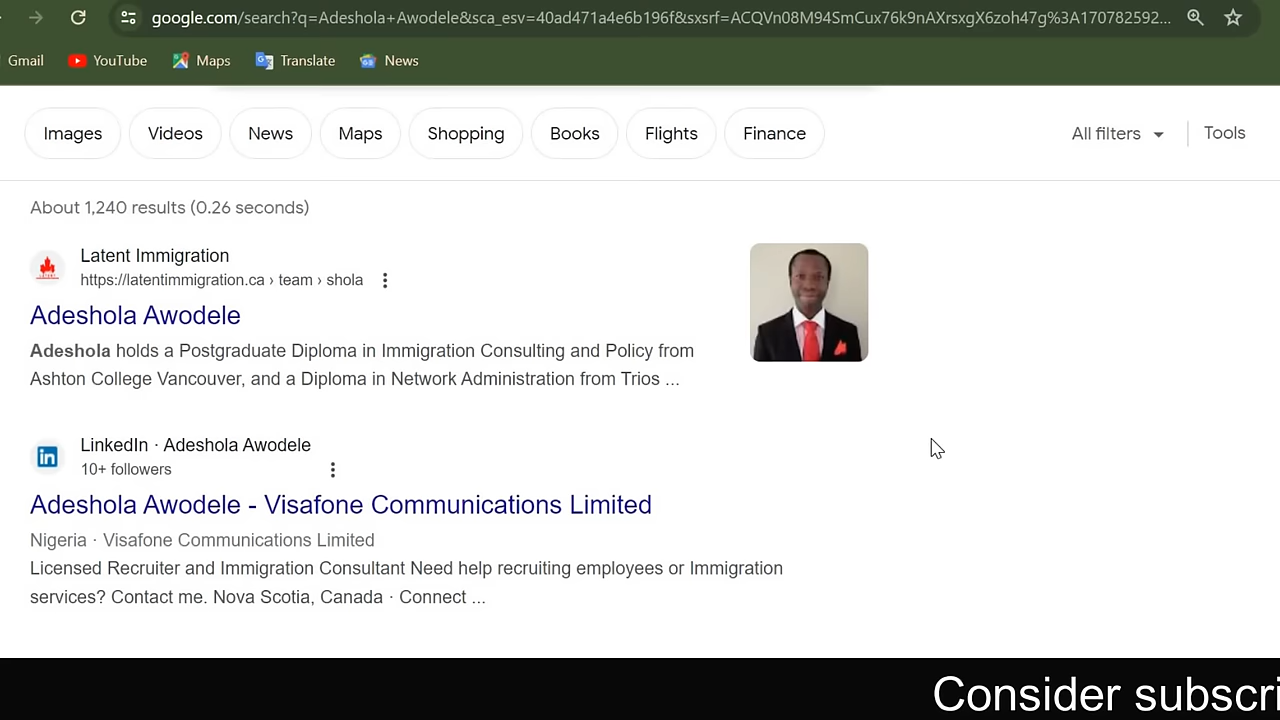 google.com/search?q=Adeshola+Awodele&sca_esv=40ad471a4e6b196f&sxsrf=ACQVn08M94SmCux76k9nAXrsxgX6zoh47g%3A170782592...
Gmail YouTube Maps Translate News
Images Videos News Maps Shopping Books Flights Finance All filters Tools
About 1,240 results (0.26 seconds)
Latent Immigration
https://latentimmigration.ca › team › shola
Adeshola Awodele
Adeshola holds a Postgraduate Diploma in Immigration Consulting and Policy from
Ashton College Vancouver, and a Diploma in Network Administration from Trios ...
LinkedIn · Adeshola Awodele
10+ followers
Adeshola Awodele - Visafone Communications Limited
Nigeria · Visafone Communications Limited
Licensed Recruiter and Immigration Consultant Need help recruiting employees or Immigration
services? Contact me. Nova Scotia, Canada · Connect ...
Consider subscri